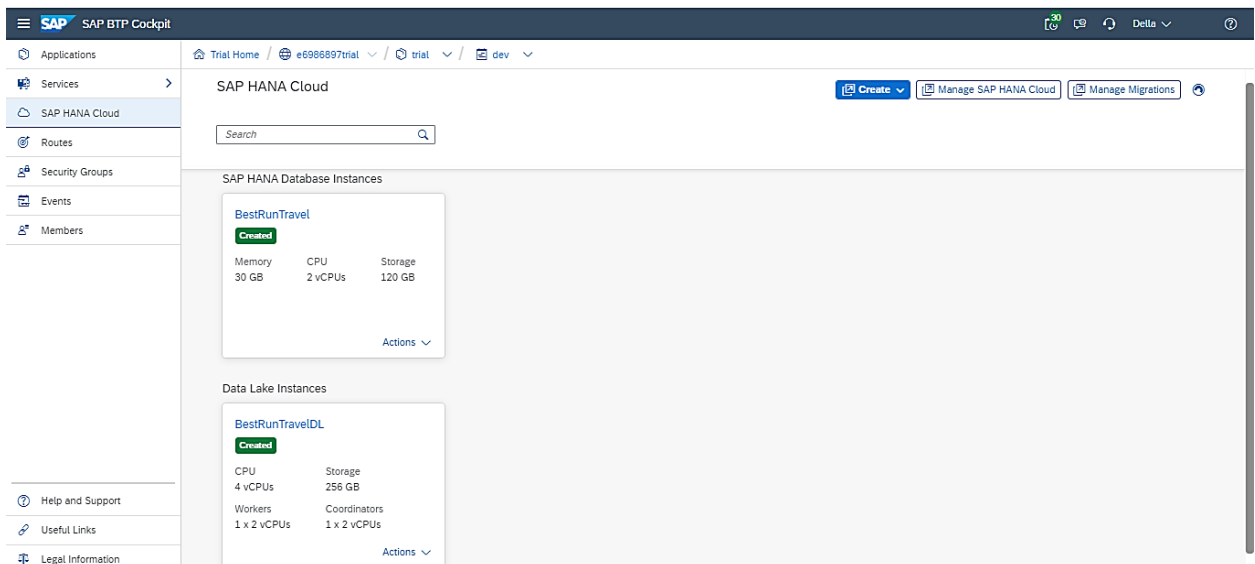 SAP SAP BTP Cockpit 30 Della
Applications
Services
SAP HANA Cloud
Routes
Security Groups
Events
Members
Help and Support
Useful Links
Legal Information
Trial Home / e6986897trial / trial / dev
SAP HANA Cloud
Create Manage SAP HANA Cloud Manage Migrations
Search
SAP HANA Database Instances
BestRunTravel
Created
Memory CPU Storage
30 GB 2 vCPUs 120 GB
Actions
Data Lake Instances
BestRunTravelDL
Created
CPU Storage
4 vCPUs 256 GB
Workers Coordinators
1 x 2 vCPUs 1 x 2 vCPUs
Actions